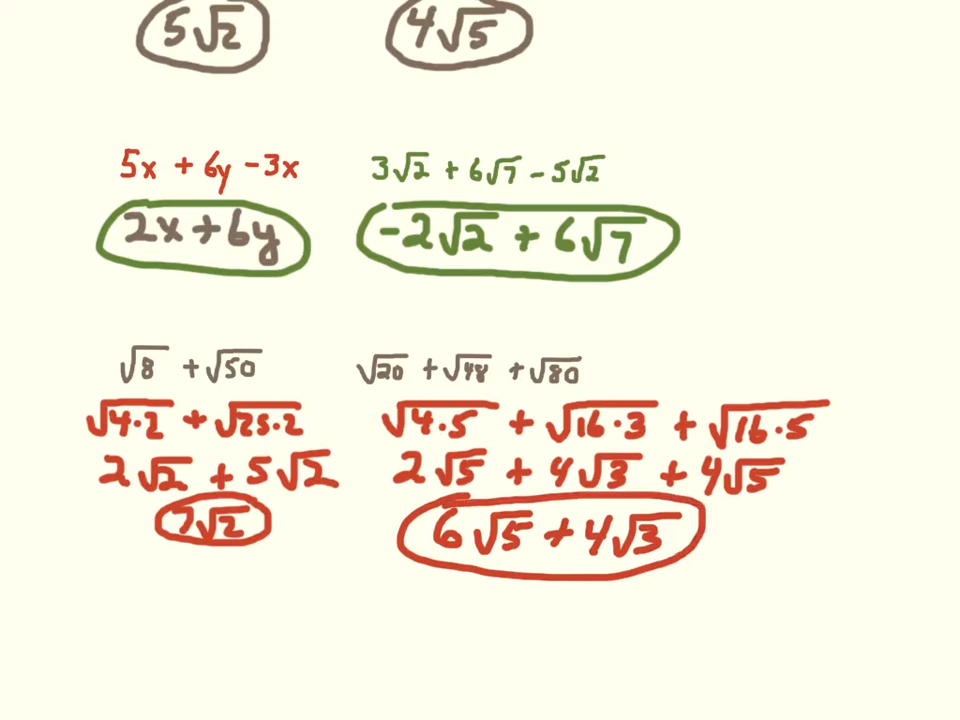 5√2 4√5
5x + 6y - 3x 3√2 + 6√7 - 5√2
2x + 6y -2√2 + 6√7
√8 + √50 √20 + √48 + √80
√4·2 + √25·2 √4·5 + √16·3 + √16·5
2√2 + 5√2 2√5 + 4√3 + 4√5
7√2 6√5 + 4√3